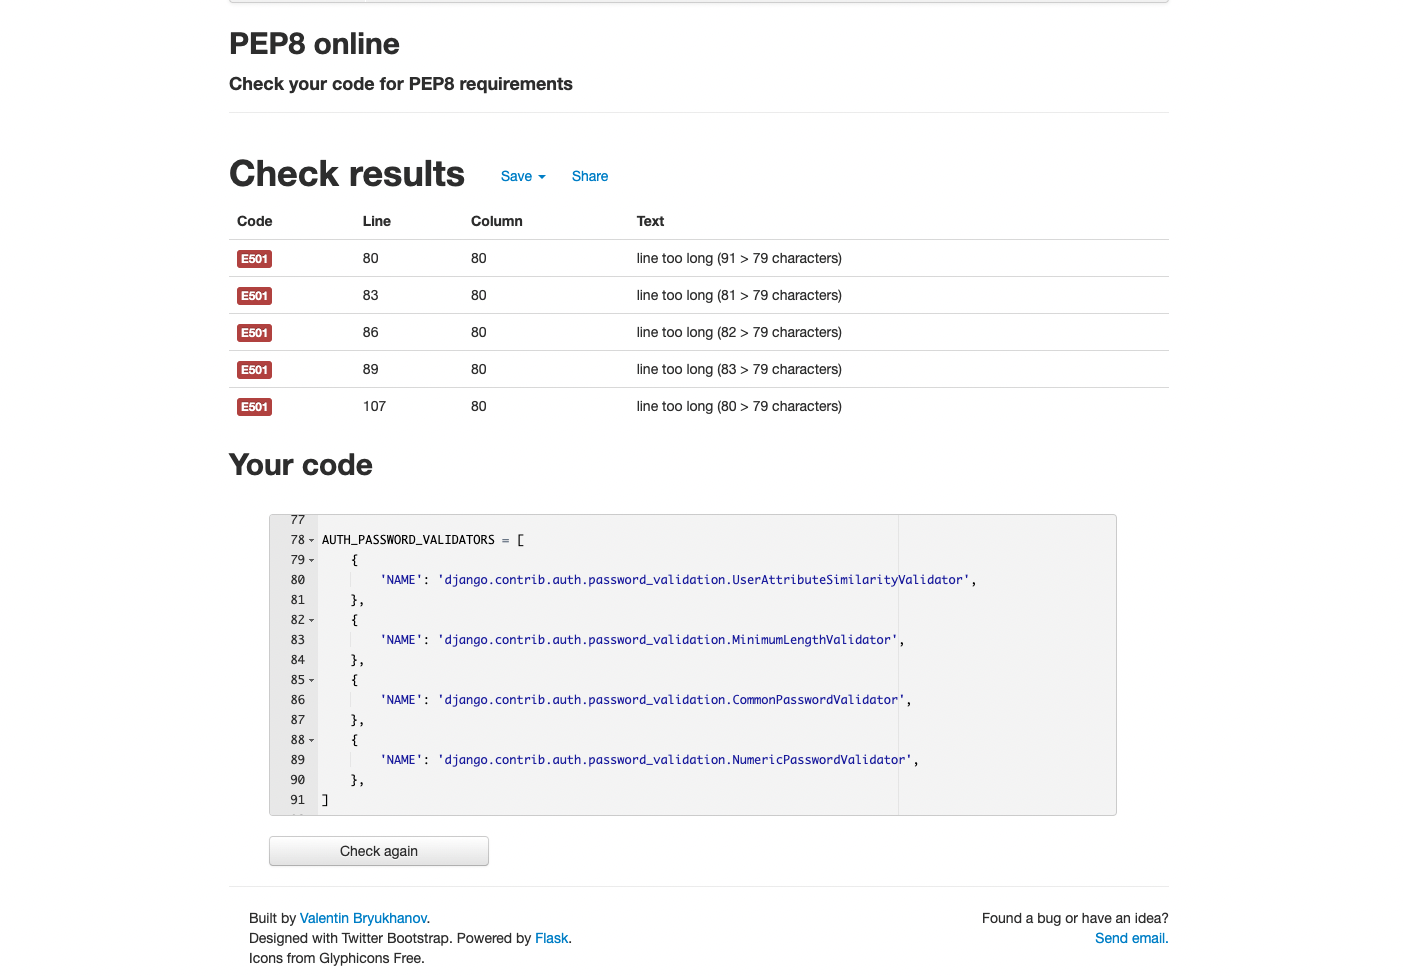 PEP8 online
Check your code for PEP8 requirements
Check results Save Share
Code Line Column Text
E501 80 80 line too long (91 > 79 characters)
E501 83 80 line too long (81 > 79 characters)
E501 86 80 line too long (82 > 79 characters)
E501 89 80 line too long (83 > 79 characters)
E501 107 80 line too long (80 > 79 characters)
Your code
77
78 AUTH_PASSWORD_VALIDATORS = [
79     {
80         'NAME': 'django.contrib.auth.password_validation.UserAttributeSimilarityValidator',
81     },
82     {
83         'NAME': 'django.contrib.auth.password_validation.MinimumLengthValidator',
84     },
85     {
86         'NAME': 'django.contrib.auth.password_validation.CommonPasswordValidator',
87     },
88     {
89         'NAME': 'django.contrib.auth.password_validation.NumericPasswordValidator',
90     },
91 ]
Check again
Built by Valentin Bryukhanov.
Designed with Twitter Bootstrap. Powered by Flask.
Icons from Glyphicons Free.
Found a bug or have an idea?
Send email.